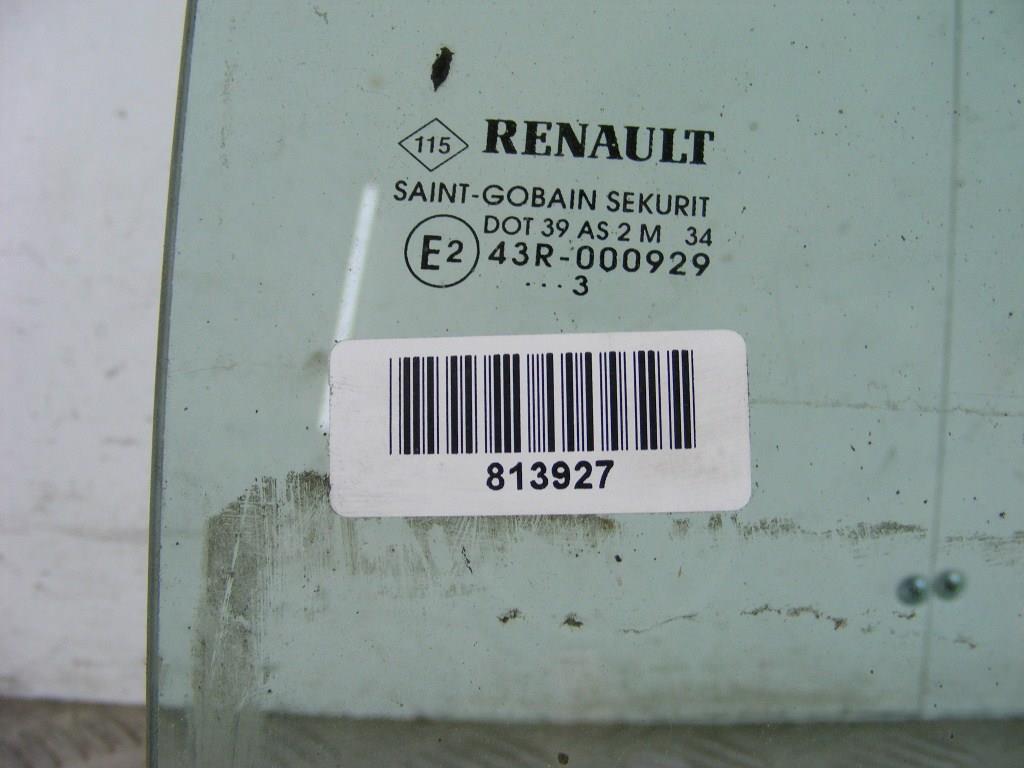 115 RENAULT
SAINT-GOBAIN SEKURIT
DOT 39 AS 2 M 34
E2 43R-000929
...3
813927